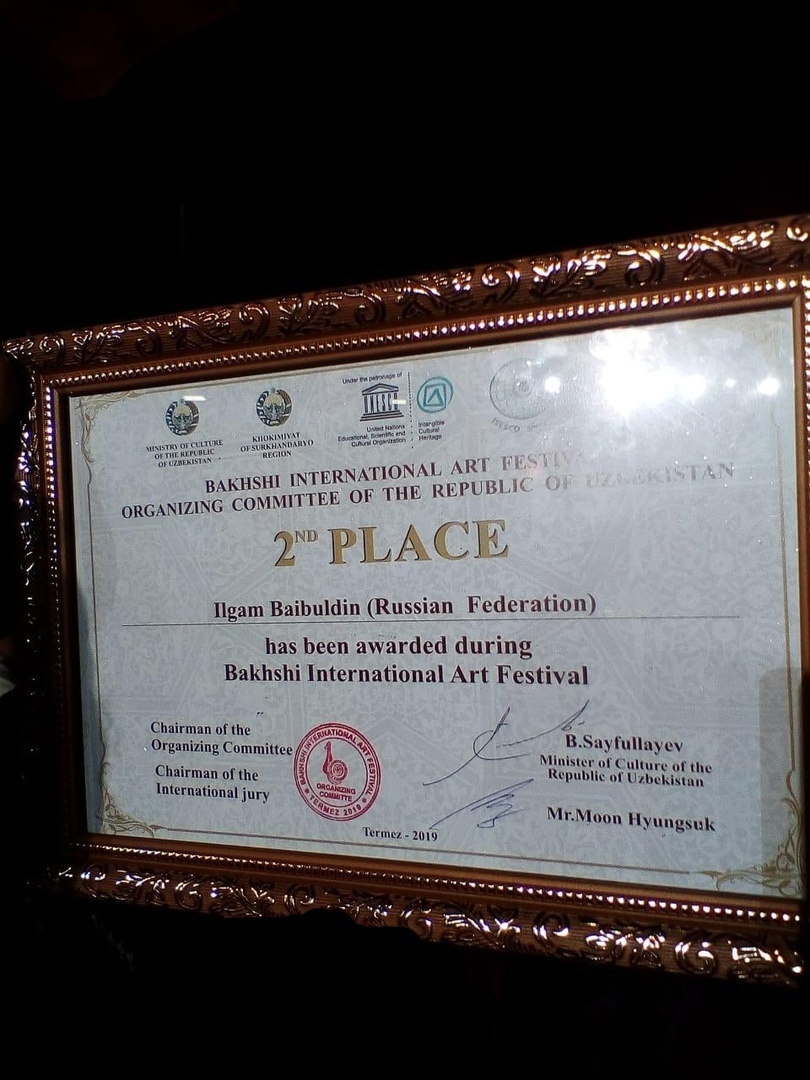 MINISTRY OF CULTURE
OF THE REPUBLIC
OF UZBEKISTAN
KHOKIMIYAT
OF SURKHANDARYO
REGION
Under the patronage of
UNESCO
United Nations
Educational, Scientific and
Cultural Organization
Intangible
Cultural
Heritage
ISESCO
BAKHSHI INTERNATIONAL ART FESTIVAL
ORGANIZING COMMITTEE OF THE REPUBLIC OF UZBEKISTAN
2ND PLACE
Ilgam Baibuldin (Russian Federation)
has been awarded during
Bakhshi International Art Festival
Chairman of the
Organizing Committee
B.Sayfullayev
Minister of Culture of the
Republic of Uzbekistan
Chairman of the
International jury
Mr.Moon Hyungsuk
BAKHSHI INTERNATIONAL ART FESTIVAL
ORGANIZING
COMMITTE
TERMEZ 2019
Termez - 2019